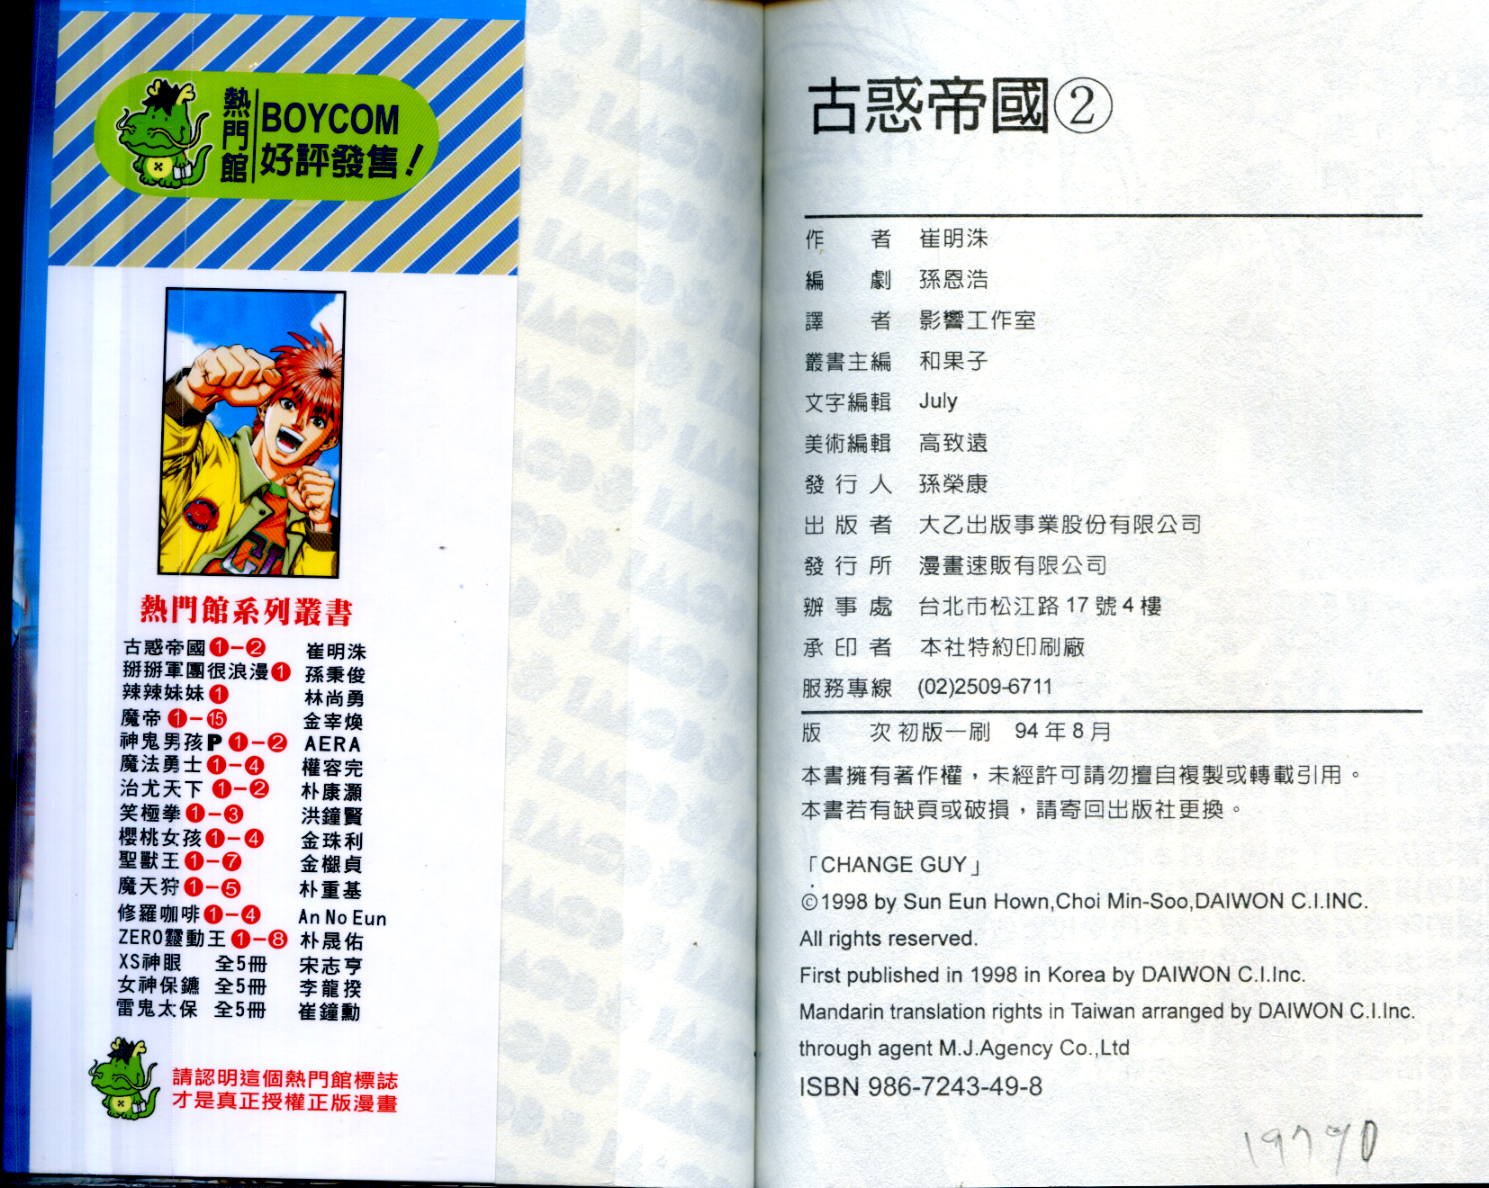 熱門館
BOYCOM
好評發售！
熱門館系列叢書
古惑帝國①－② 崔明洙
掰掰軍團很浪漫① 孫秉俊
辣辣妹妹① 林尚勇
魔帝①－⑮ 金宰煥
神鬼男孩P①－② AERA
魔法勇士①－④ 權容完
治尤天下①－② 朴康灝
笑極拳①－③ 洪鐘賢
櫻桃女孩①－④ 金珠利
聖獸王①－⑦ 金樾貞
魔天狩①－⑤ 朴重基
修羅咖啡①－④ An No Eun
ZERO靈動王①－⑧ 朴晟佑
XS神眼 全5冊 宋志亨
女神保鑣 全5冊 李龍揆
雷鬼太保 全5冊 崔鐘勳
請認明這個熱門館標誌
才是真正授權正版漫畫
古惑帝國②
作者 崔明洙
編劇 孫恩浩
譯者 影響工作室
叢書主編 和果子
文字編輯 July
美術編輯 高致遠
發行人 孫榮康
出版者 大乙出版事業股份有限公司
發行所 漫畫速販有限公司
辦事處 台北市松江路17號4樓
承印者 本社特約印刷廠
服務專線 (02)2509-6711
版次 初版一刷 94年8月
本書擁有著作權，未經許可請勿擅自複製或轉載引用。
本書若有缺頁或破損，請寄回出版社更換。
「CHANGE GUY」
©1998 by Sun Eun Hown,Choi Min-Soo,DAIWON C.I.INC.
All rights reserved.
First published in 1998 in Korea by DAIWON C.I.Inc.
Mandarin translation rights in Taiwan arranged by DAIWON C.I.Inc.
through agent M.J.Agency Co.,Ltd
ISBN 986-7243-49-8